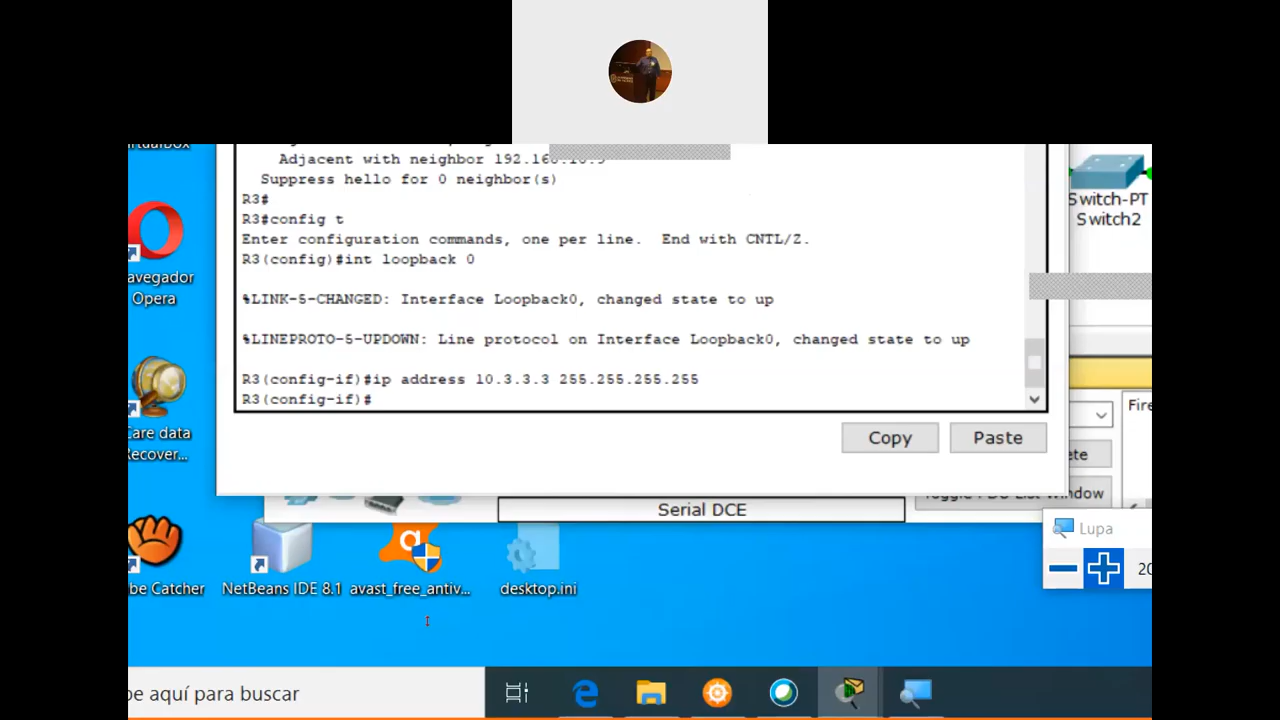 Adjacent with neighbor
Suppress hello for 0 neighbor(s)
R3#
R3#config t
Enter configuration commands, one per line. End with CNTL/Z.
R3(config)#int loopback 0
%LINK-5-CHANGED: Interface Loopback0, changed state to up
%LINEPROTO-5-UPDOWN: Line protocol on Interface Loopback0, changed state to up
R3(config-if)#ip address 10.3.3.3 255.255.255.255
R3(config-if)#
Copy
Paste
Switch-PT
Switch2
Fire
ete
Serial DCE
Lupa
20
avegador
Opera
Care data
Recover...
be Catcher
NetBeans IDE 8.1
avast_free_antiv...
desktop.ini
be aquí para buscar